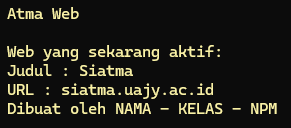 Atma Web
Web yang sekarang aktif:
Judul : Siatma
URL : siatma.uajy.ac.id
Dibuat oleh NAMA - KELAS - NPM